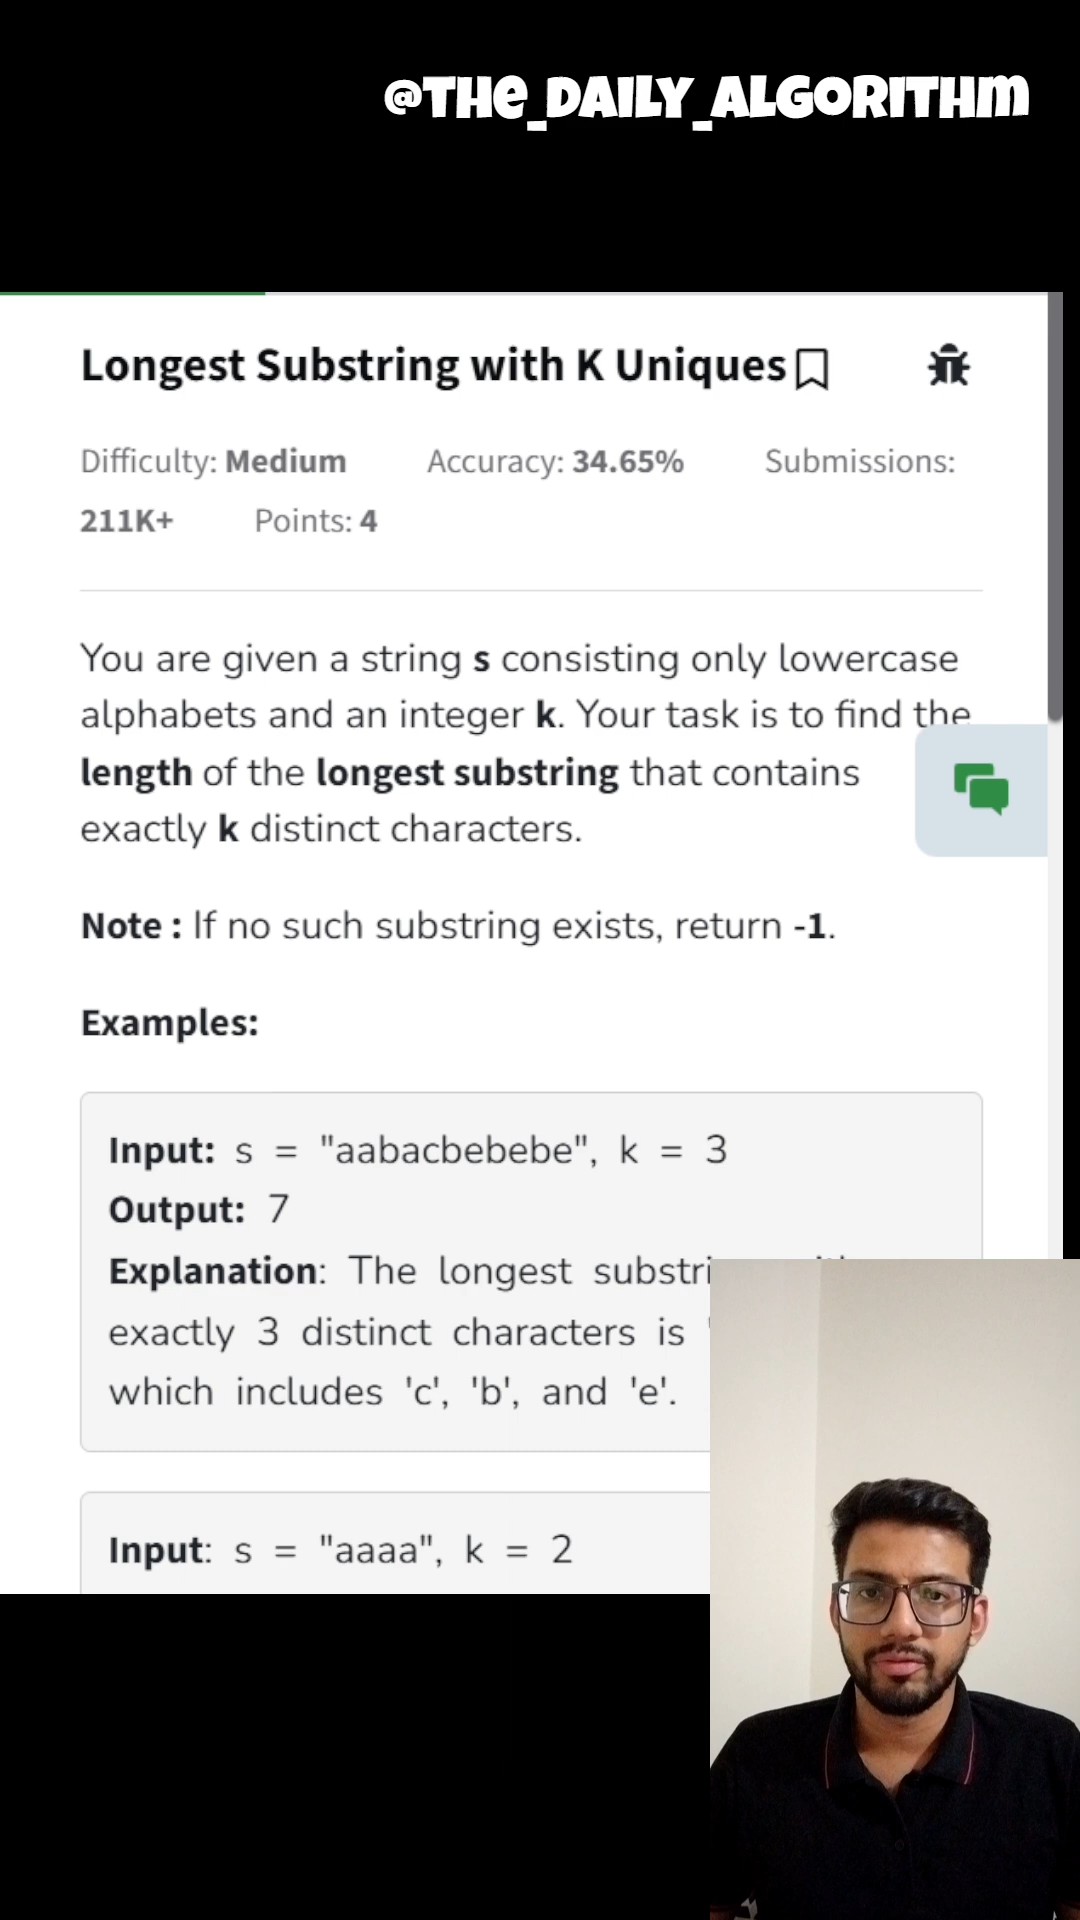 @THe_DAILY_ALGORITHm
Longest Substring with K Uniques
Difficulty: Medium Accuracy: 34.65% Submissions:
211K+ Points: 4
You are given a string s consisting only lowercase
alphabets and an integer k. Your task is to find the
length of the longest substring that contains
exactly k distinct characters.
Note : If no such substring exists, return -1.
Examples:
Input: s = "aabacbebebe", k = 3
Output: 7
Explanation: The longest
exactly 3 distinct characters is
which includes 'c', 'b', and 'e'.
Input: s = "aaaa", k = 2